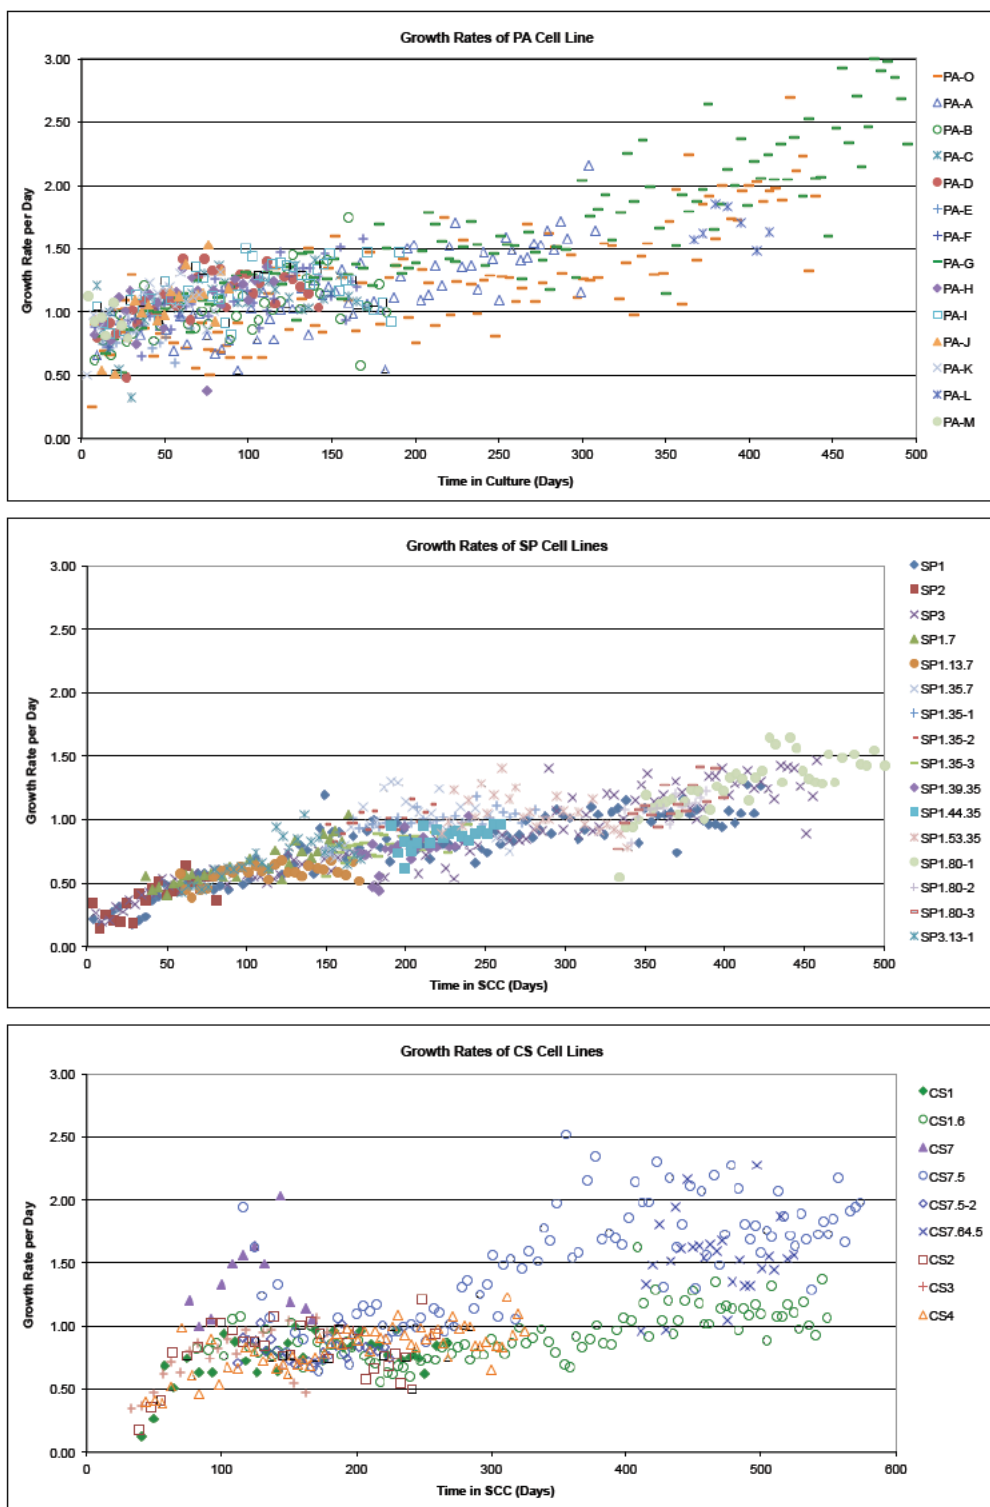 Growth Rates of PA Cell Line
Growth Rate per Day
3.00
2.50
2.00
1.50
1.00
0.50
0.00
0 50 100 150 200 250 300 350 400 450 500
Time in Culture (Days)
PA-O
PA-A
PA-B
PA-C
PA-D
PA-E
PA-F
PA-G
PA-H
PA-I
PA-J
PA-K
PA-L
PA-M
Growth Rates of SP Cell Lines
Growth Rate per Day
3.00
2.50
2.00
1.50
1.00
0.50
0.00
0 50 100 150 200 250 300 350 400 450 500
Time in SCC (Days)
SP1
SP2
SP3
SP1.7
SP1.13.7
SP1.35.7
SP1.35-1
SP1.35-2
SP1.35-3
SP1.39.35
SP1.44.35
SP1.53.35
SP1.80-1
SP1.80-2
SP1.80-3
SP3.13-1
Growth Rates of CS Cell Lines
Growth Rate per Day
3.00
2.50
2.00
1.50
1.00
0.50
0.00
0 100 200 300 400 500 600
Time in SCC (Days)
CS1
CS1.6
CS7
CS7.5
CS7.5-2
CS7.64.5
CS2
CS3
CS4